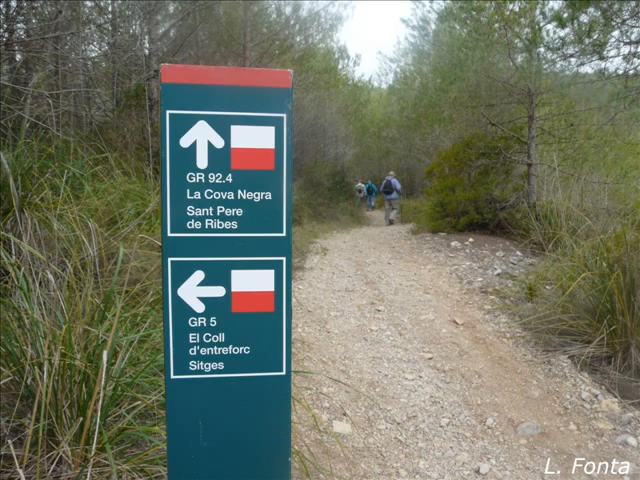 GR 92.4
La Cova Negra
Sant Pere
de Ribes
GR 5
El Coll
d'entreforc
Sitges
L. Fonta